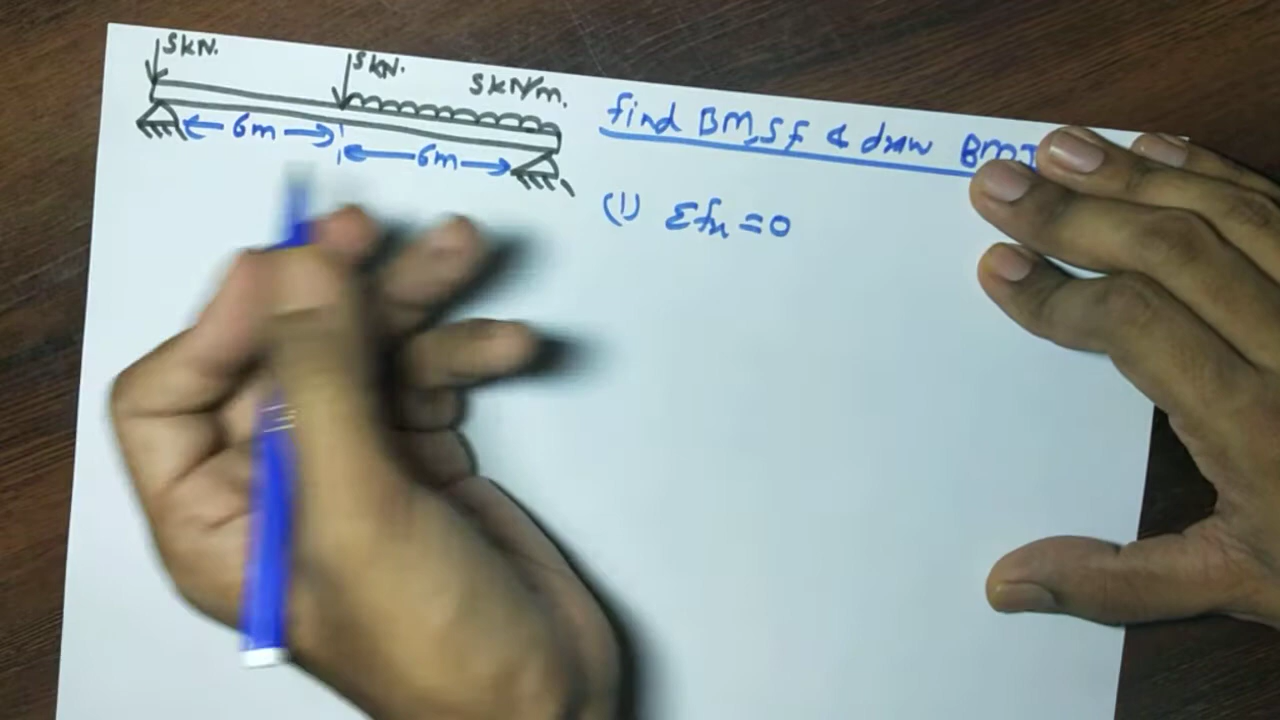 5kN.
5kN.
5kN/m.
6m
6m
find BM, Sf & draw
(1) Σfx = 0